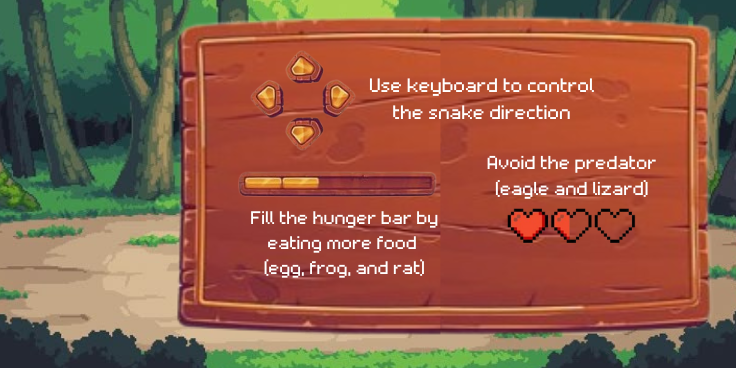 Use keyboard to control
the snake direction
Avoid the predator
(eagle and lizard)
Fill the hunger bar by
eating more food
(egg, frog, and rat)